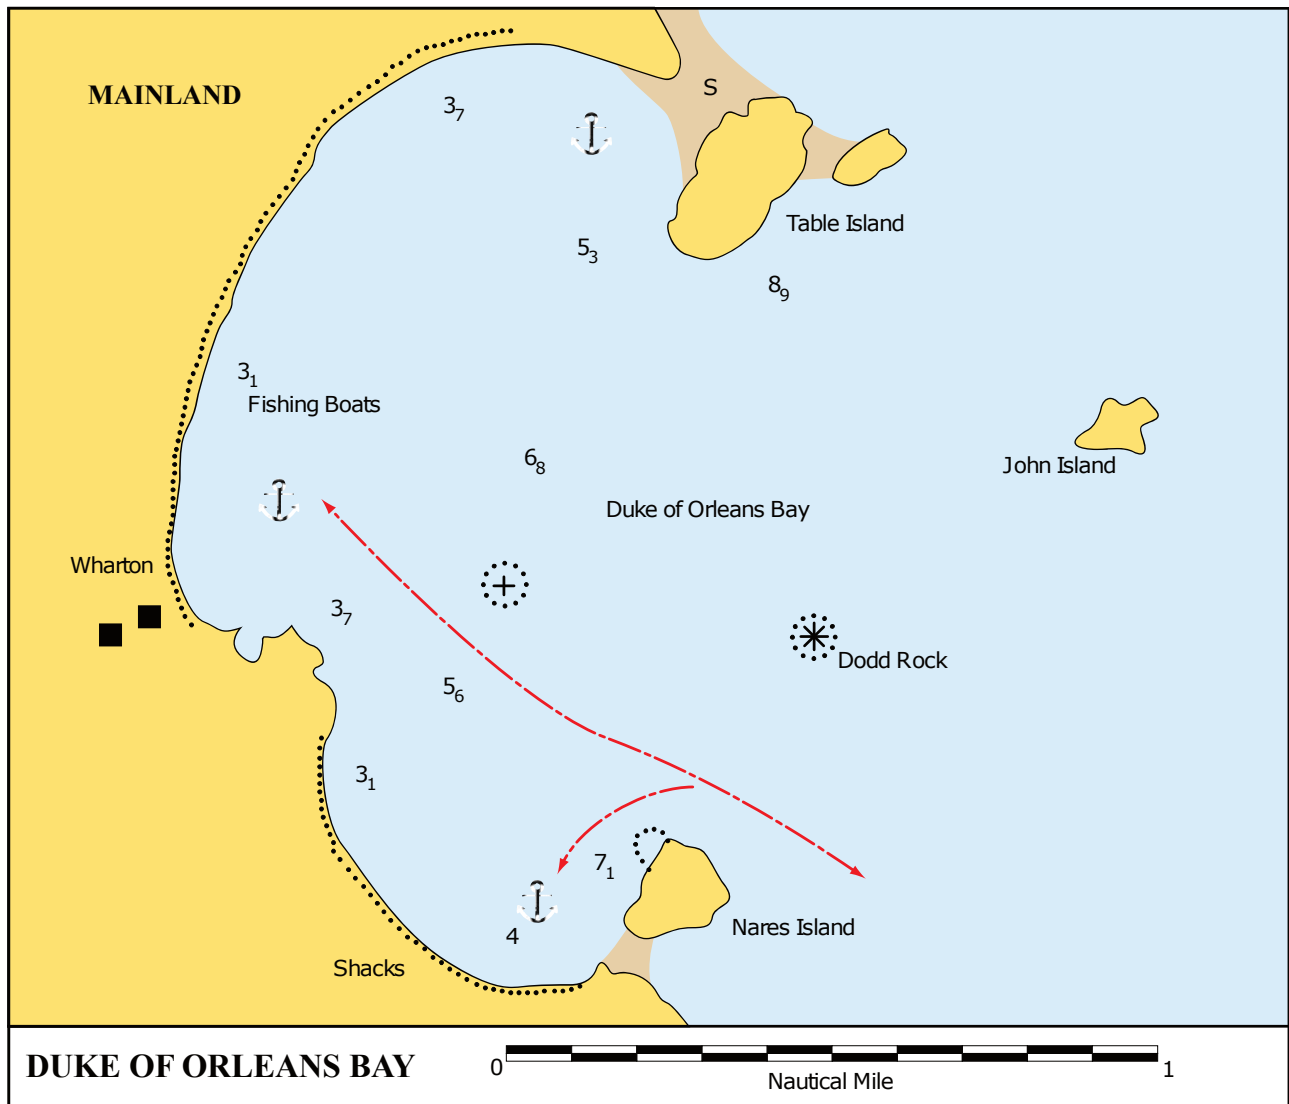 MAINLAND
3₇
S
Table Island
5₃
8₉
3₁
Fishing Boats
6₈
John Island
Duke of Orleans Bay
Wharton
3₇
Dodd Rock
5₆
3₁
7₁
4
Nares Island
Shacks
DUKE OF ORLEANS BAY
0 1
Nautical Mile